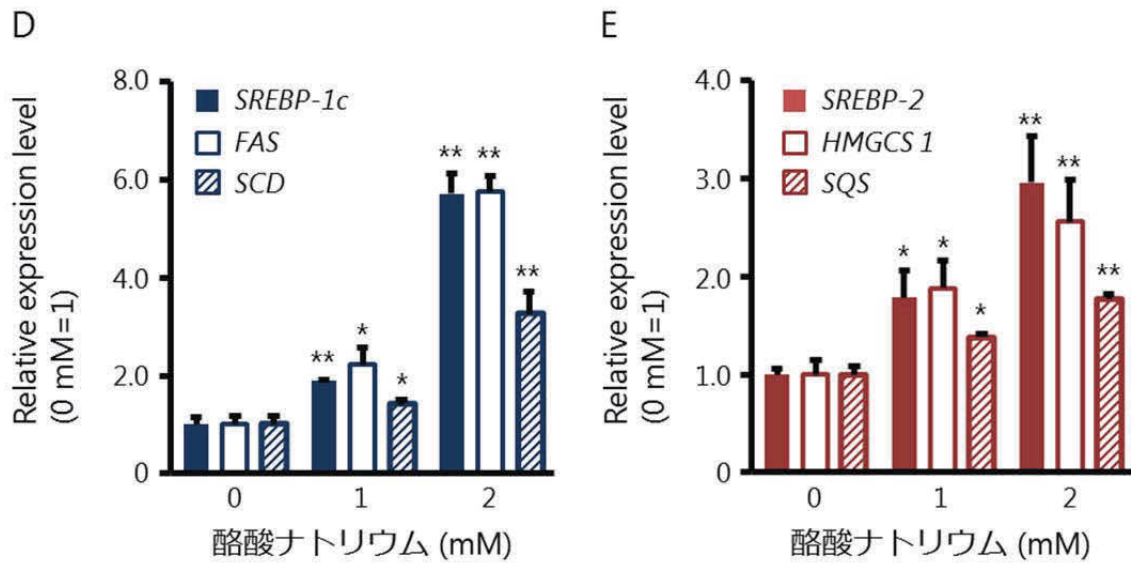 D
Relative expression level
(0 mM=1)
8.0
6.0
4.0
2.0
0
SREBP-1c
FAS
SCD
** * *
** ** **
0 1 2
酪酸ナトリウム (mM)
E
Relative expression level
(0 mM=1)
4.0
3.0
2.0
1.0
0
SREBP-2
HMGCS 1
SQS
* * *
** ** **
0 1 2
酪酸ナトリウム (mM)